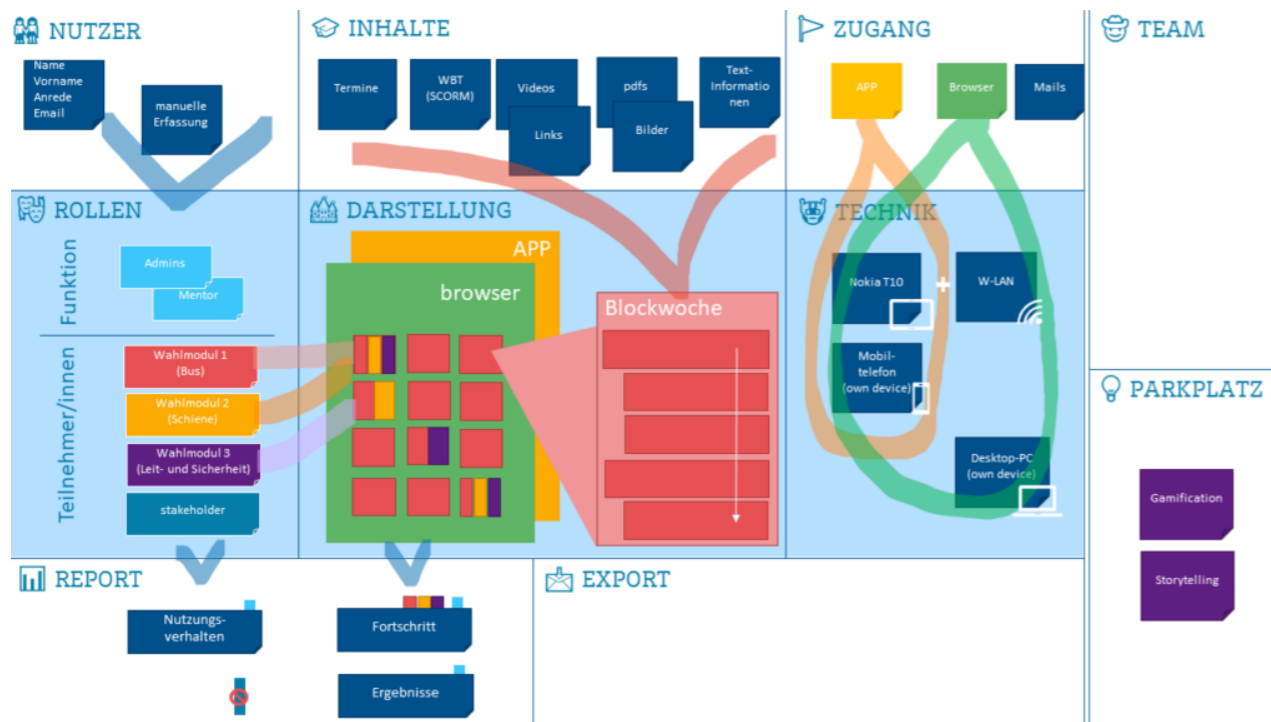 NUTZER
Name
Vorname
Anrede
Email
manuelle
Erfassung
INHALTE
Termine
WBT
(SCORM)
Videos
Links
pdfs
Bilder
Text-
Informatio
nen
ZUGANG
APP
Browser
Mails
TEAM
ROLLEN
Funktion
Admins
Mentor
Teilnehmer/innen
Wahlmodul 1
(Bus)
Wahlmodul 2
(Schiene)
Wahlmodul 3
(Leit- und Sicherheit)
stakeholder
DARSTELLUNG
APP
browser
Blockwoche
TECHNIK
Nokia T10
+
W-LAN
Mobil-
telefon
(own device)
Desktop-PC
(own device)
PARKPLATZ
Gamification
Storytelling
REPORT
Nutzungs-
verhalten
Fortschritt
Ergebnisse
EXPORT